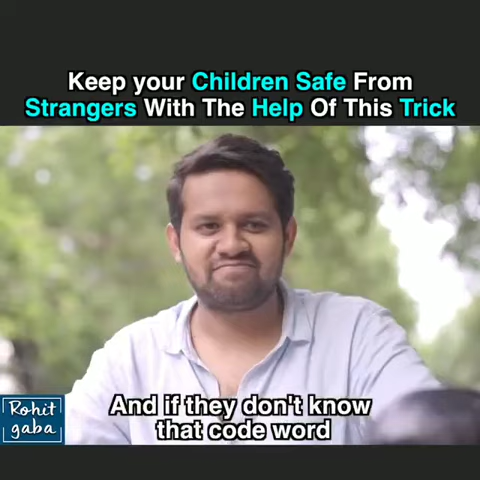 Keep your Children Safe From
Strangers With The Help Of This Trick
And if they don't know
that code word
Rohit
gaba